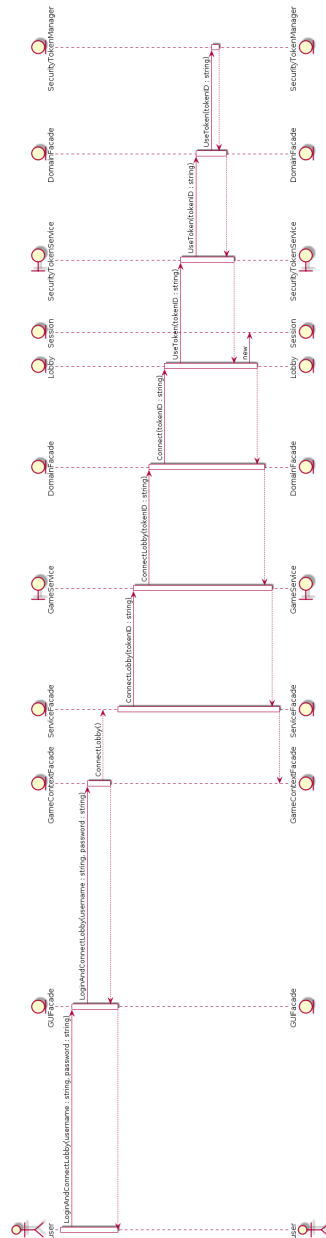 user
GUIFacade
GameContextFacade
ServiceFacade
GameService
DomainFacade
Lobby
Session
SecurityTokenService
DomainFacade
SecurityTokenManager
LoginAndConnectLobby(username : string, password : string)
LoginAndConnectLobby(username : string, password : string)
ConnectLobby()
ConnectLobby(tokenID : string)
ConnectLobby(tokenID : string)
Connect(tokenID : string)
UseToken(tokenID : string)
UseToken(tokenID : string)
UseToken(tokenID : string)
new
user
GUIFacade
GameContextFacade
ServiceFacade
GameService
DomainFacade
Lobby
Session
SecurityTokenService
DomainFacade
SecurityTokenManager